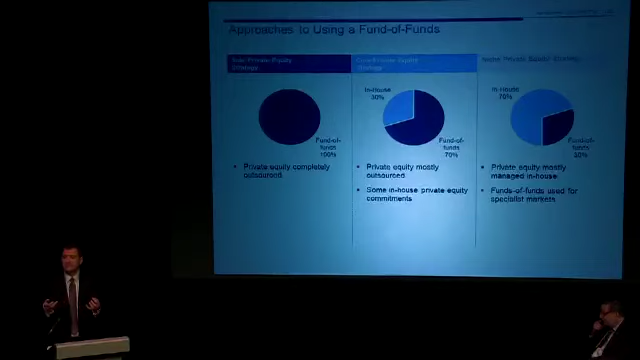 Approaches to Using a Fund-of-Funds
Private Equity
Strategy
Private Equity
Strategy
Private Equity Strategy
Fund-of-
funds
100%
In-House
30%
Fund-of-
funds
70%
In-House
70%
Fund-of-
funds
30%
• Private equity completely
outsourced
• Private equity mostly
outsourced
• Some in-house private equity
commitments
• Private equity mostly
managed in-house
• Funds-of-funds used for
specialist markets